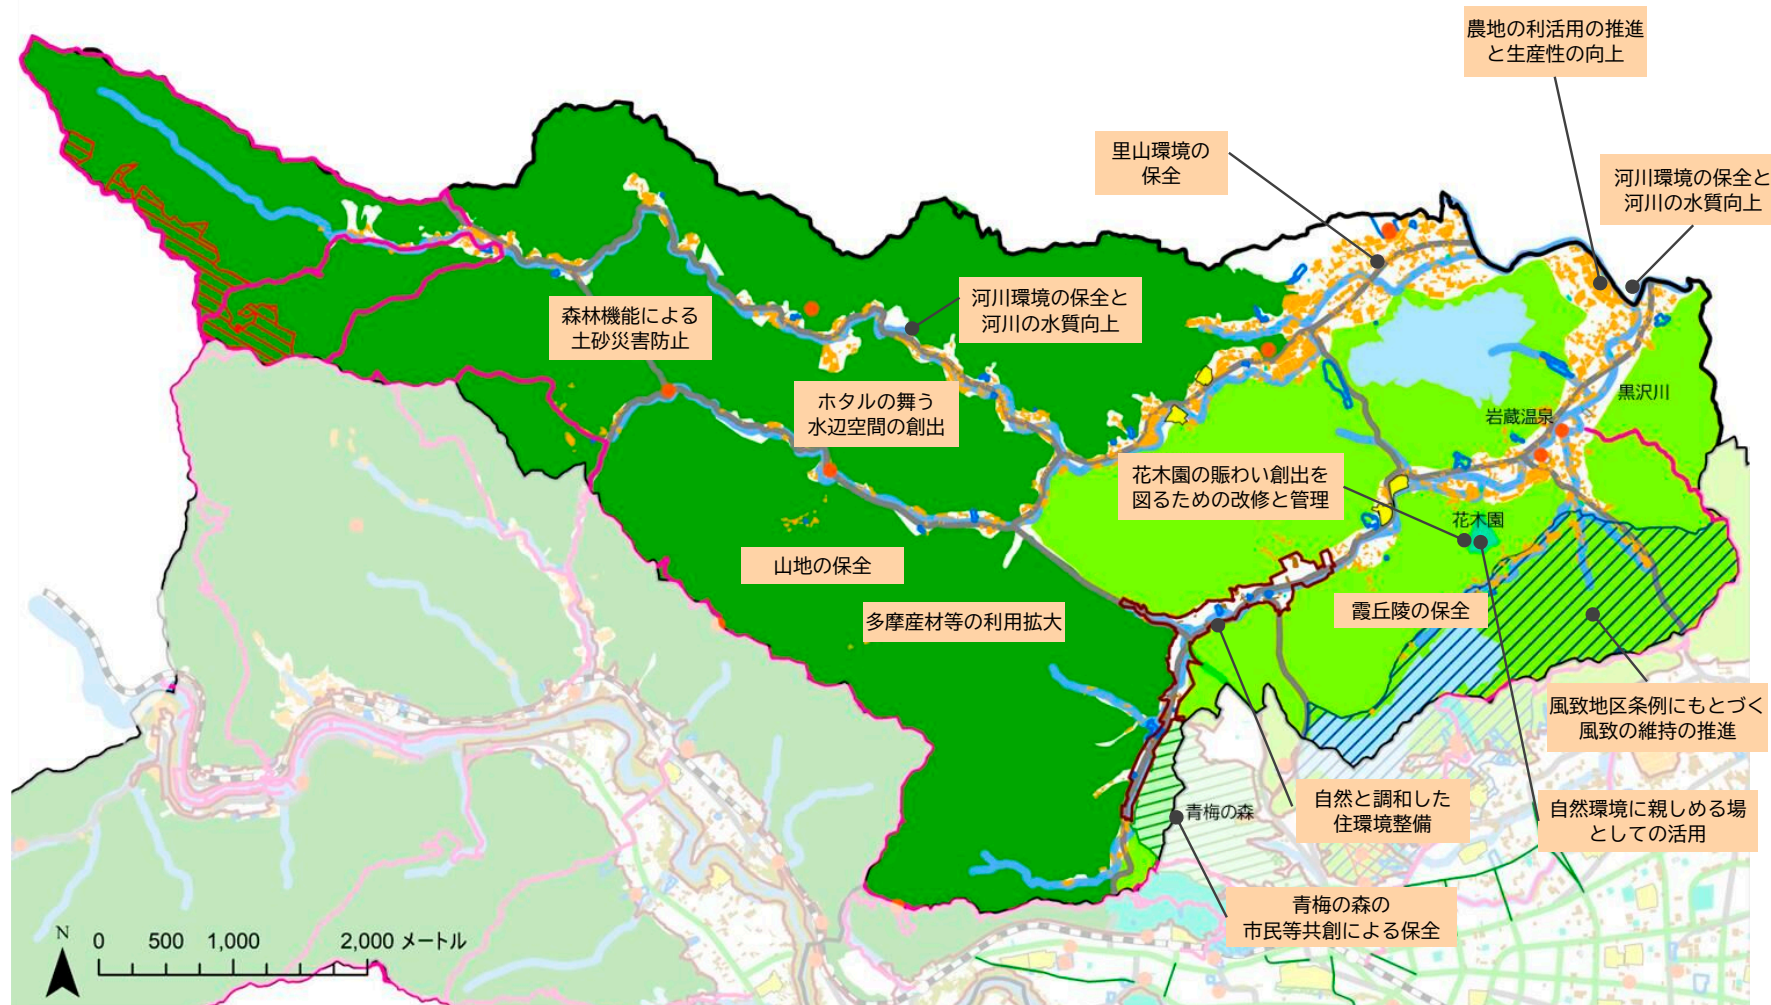 農地の利活用の推進
と生産性の向上
里山環境の
保全
河川環境の保全と
河川の水質向上
河川環境の保全と
河川の水質向上
森林機能による
土砂災害防止
ホタルの舞う
水辺空間の創出
黒沢川
岩蔵温泉
花木園の賑わい創出を
図るための改修と管理
花木園
山地の保全
多摩産材等の利用拡大
霞丘陵の保全
風致地区条例にもとづく
風致の維持の推進
自然と調和した
住環境整備
自然環境に親しめる場
としての活用
青梅の森
青梅の森の
市民等共創による保全
N
0 500 1,000 2,000 メートル